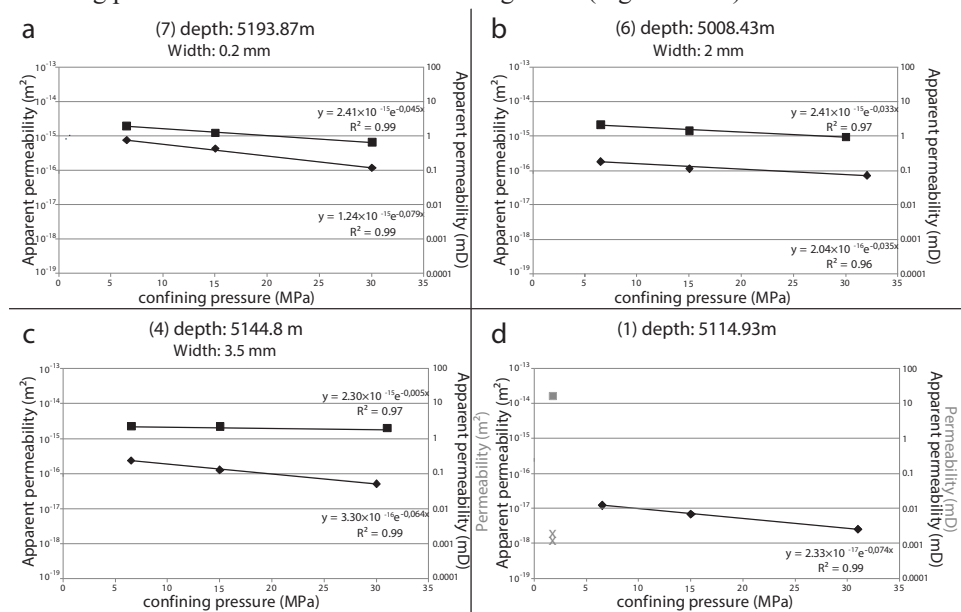 a
(7) depth: 5193.87m
Width: 0.2 mm
Apparent permeability (m²)
10⁻¹³
10⁻¹⁴
10⁻¹⁵
10⁻¹⁶
10⁻¹⁷
10⁻¹⁸
10⁻¹⁹
y = 2.41×10 ⁻¹⁵e⁻⁰,⁰⁴⁵ˣ
R² = 0.99
y = 1.24×10 ⁻¹⁵e⁻⁰,⁰⁷⁹ˣ
R² = 0.99
100
10
1
0.1
0.01
0.001
0.0001
Apparent permeability (mD)
0 5 10 15 20 25 30 35
confining pressure (MPa)
b
(6) depth: 5008.43m
Width: 2 mm
Apparent permeability (m²)
10⁻¹³
10⁻¹⁴
10⁻¹⁵
10⁻¹⁶
10⁻¹⁷
10⁻¹⁸
10⁻¹⁹
y = 2.41×10 ⁻¹⁵e⁻⁰,⁰³³ˣ
R² = 0.97
y = 2.04×10 ⁻¹⁶e⁻⁰,⁰³⁵ˣ
R² = 0.96
100
10
1
0.1
0.01
0.001
0.0001
Apparent permeability (mD)
0 5 10 15 20 25 30 35
confining pressure (MPa)
c
(4) depth: 5144.8 m
Width: 3.5 mm
Apparent permeability (m²)
10⁻¹³
10⁻¹⁴
10⁻¹⁵
10⁻¹⁶
10⁻¹⁷
10⁻¹⁸
10⁻¹⁹
y = 2.30×10 ⁻¹⁵e⁻⁰,⁰⁰⁵ˣ
R² = 0.97
y = 3.30×10 ⁻¹⁶e⁻⁰,⁰⁶⁴ˣ
R² = 0.99
100
10
1
0.1
0.01
0.001
0.0001
Apparent permeability (mD)
0 5 10 15 20 25 30 35
confining pressure (MPa)
d
(1) depth: 5114.93m
Permeability (m²)
Apparent permeability (m²)
10⁻¹³
10⁻¹⁴
10⁻¹⁵
10⁻¹⁶
10⁻¹⁷
10⁻¹⁸
10⁻¹⁹
y = 2.33×10 ⁻¹⁷e⁻⁰,⁰⁷⁴ˣ
R² = 0.99
100
10
1
0.1
0.01
0.001
0.0001
Apparent permeability (mD)
Permeability (mD)
0 5 10 15 20 25 30 35
confining pressure (MPa)